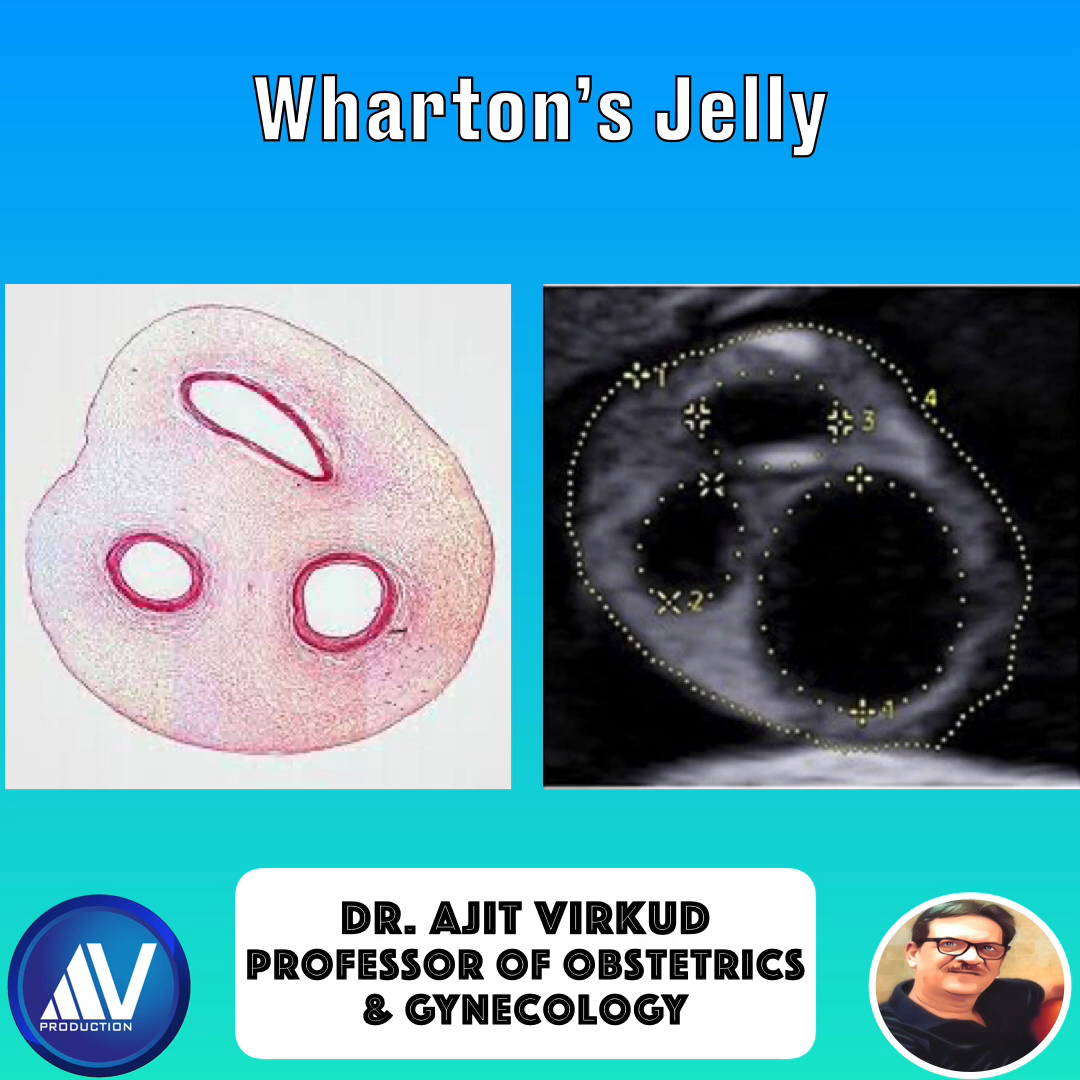 Wharton's Jelly
1
4
3
2
1
DR. AJIT VIRKUD
PROFESSOR OF OBSTETRICS
& GYNECOLOGY
AV
PRODUCTION